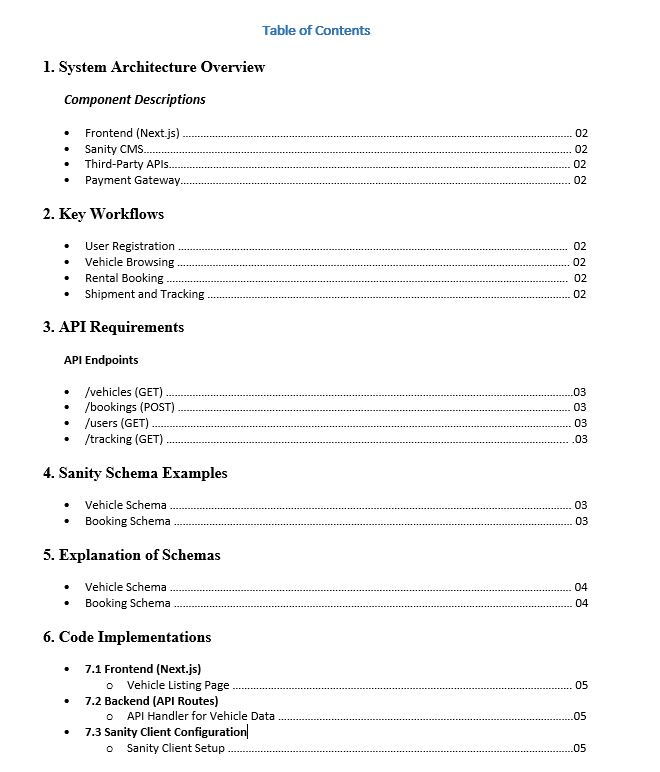 Table of Contents
1. System Architecture Overview
Component Descriptions
• Frontend (Next.js) ........................ 02
• Sanity CMS........................ 02
• Third-Party APIs........................ 02
• Payment Gateway........................ 02
2. Key Workflows
• User Registration ........................ 02
• Vehicle Browsing ........................ 02
• Rental Booking ........................ 02
• Shipment and Tracking ........................ 02
3. API Requirements
API Endpoints
• /vehicles (GET) ........................03
• /bookings (POST) ........................ 03
• /users (GET) ........................ 03
• /tracking (GET) ........................ .03
4. Sanity Schema Examples
• Vehicle Schema ........................ 03
• Booking Schema ........................ 03
5. Explanation of Schemas
• Vehicle Schema ........................ 04
• Booking Schema ........................ 04
6. Code Implementations
• 7.1 Frontend (Next.js)
o Vehicle Listing Page ........................ 05
• 7.2 Backend (API Routes)
o API Handler for Vehicle Data ........................05
• 7.3 Sanity Client Configuration
o Sanity Client Setup ........................05